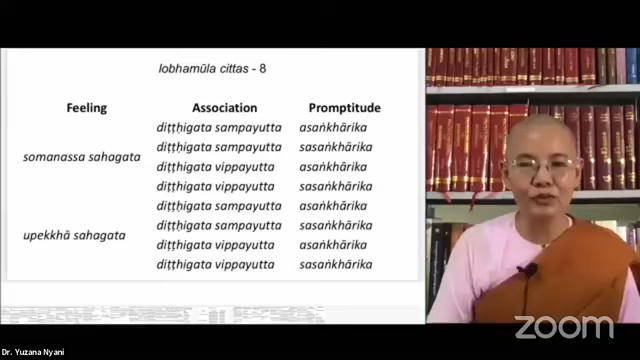 lobhamūla cittas - 8
Feeling Association Promptitude
diṭṭhigata sampayutta asaṅkhārika
diṭṭhigata sampayutta sasaṅkhārika
somanassa sahagata
diṭṭhigata vippayutta asaṅkhārika
diṭṭhigata vippayutta sasaṅkhārika
diṭṭhigata sampayutta asaṅkhārika
diṭṭhigata sampayutta sasaṅkhārika
upekkhā sahagata
diṭṭhigata vippayutta asaṅkhārika
diṭṭhigata vippayutta sasaṅkhārika
zoom
Dr. Yuzana Nyani